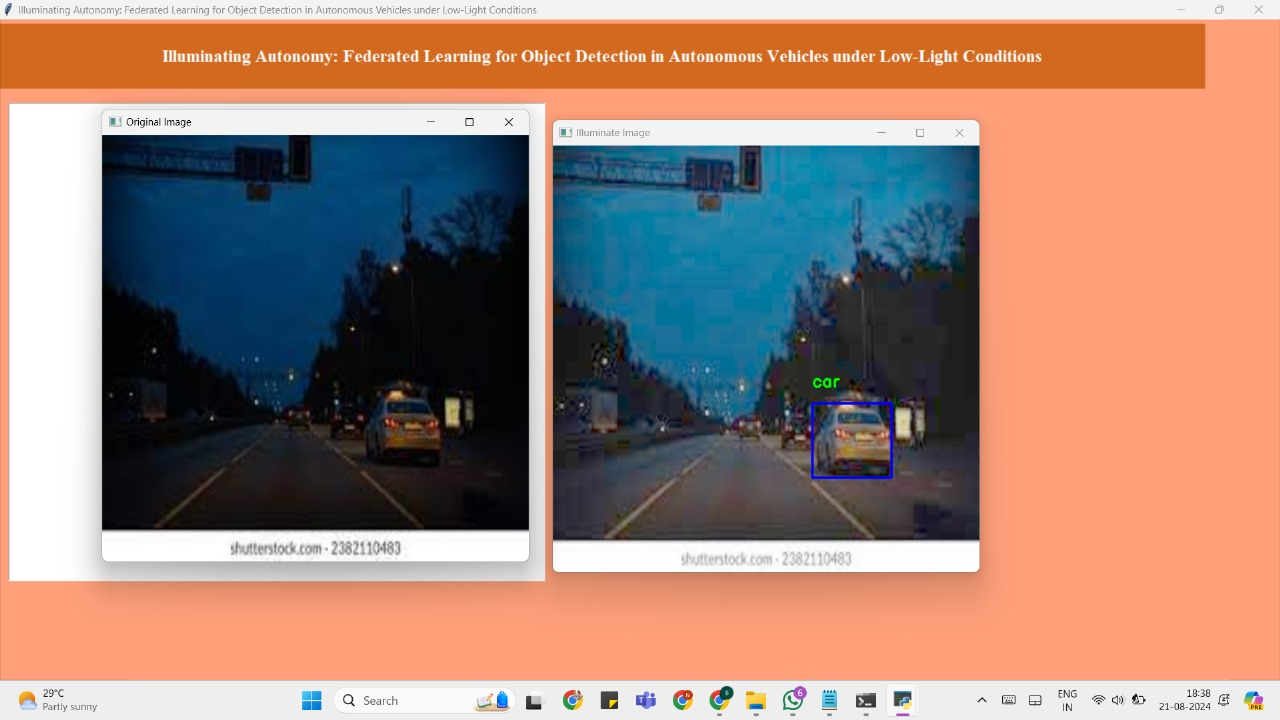 Illuminating Autonomy: Federated Learning for Object Detection in Autonomous Vehicles under Low-Light Conditions
Illuminating Autonomy: Federated Learning for Object Detection in Autonomous Vehicles under Low-Light Conditions
Original Image
Illuminate Image
car
shutterstock.com · 2382110483
shutterstock.com · 2382110483
29°C
Partly sunny
Search
6
ENG
IN
18:38
21-08-2024
PRE